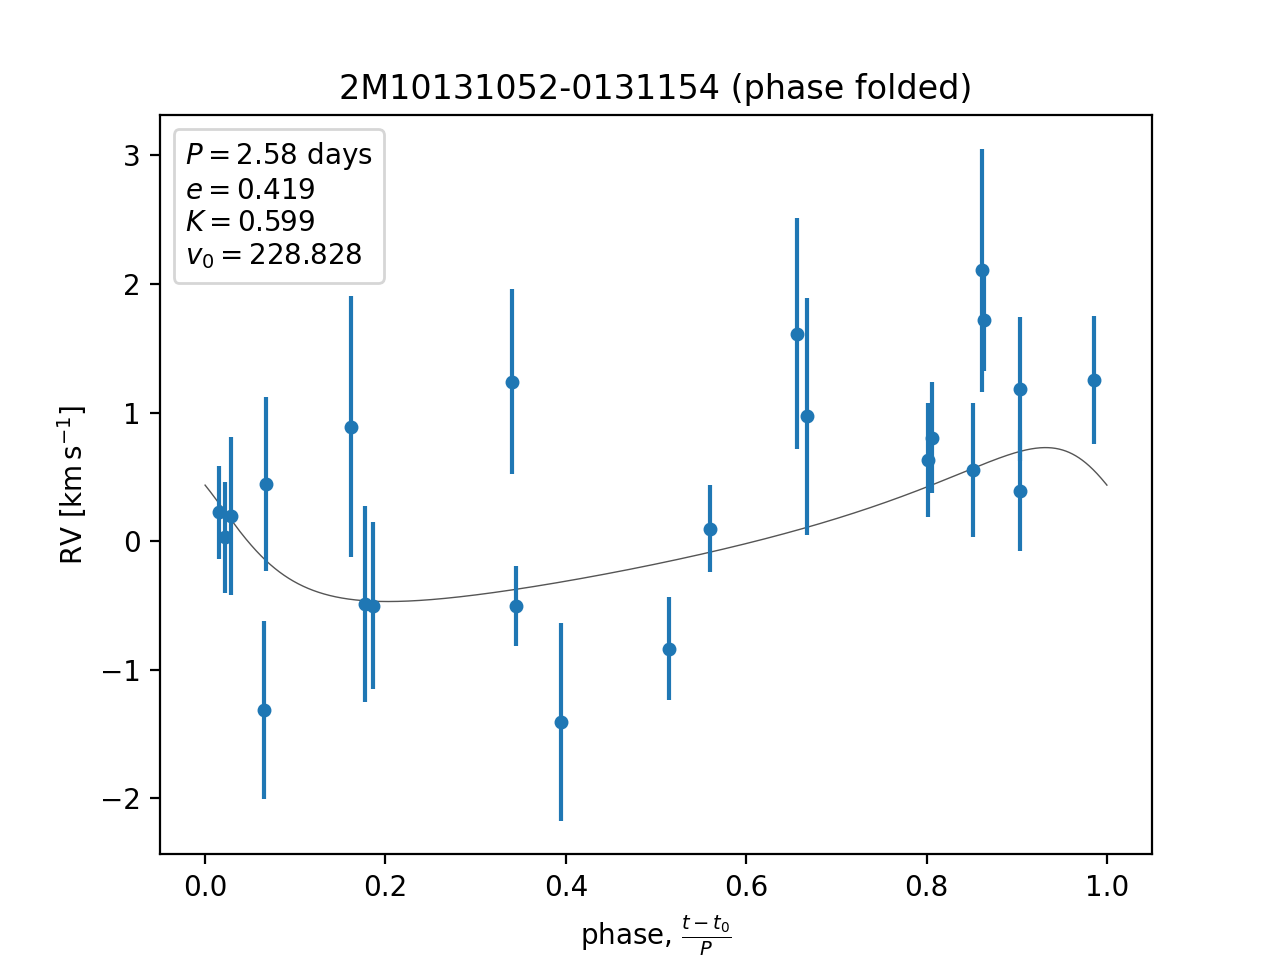 2M10131052-0131154 (phase folded)
P = 2.58 days
e = 0.419
K = 0.599
v₀ = 228.828
3
2
1
0
−1
−2
RV [km s⁻¹]
0.0 0.2 0.4 0.6 0.8 1.0
phase, (t − t₀)/P